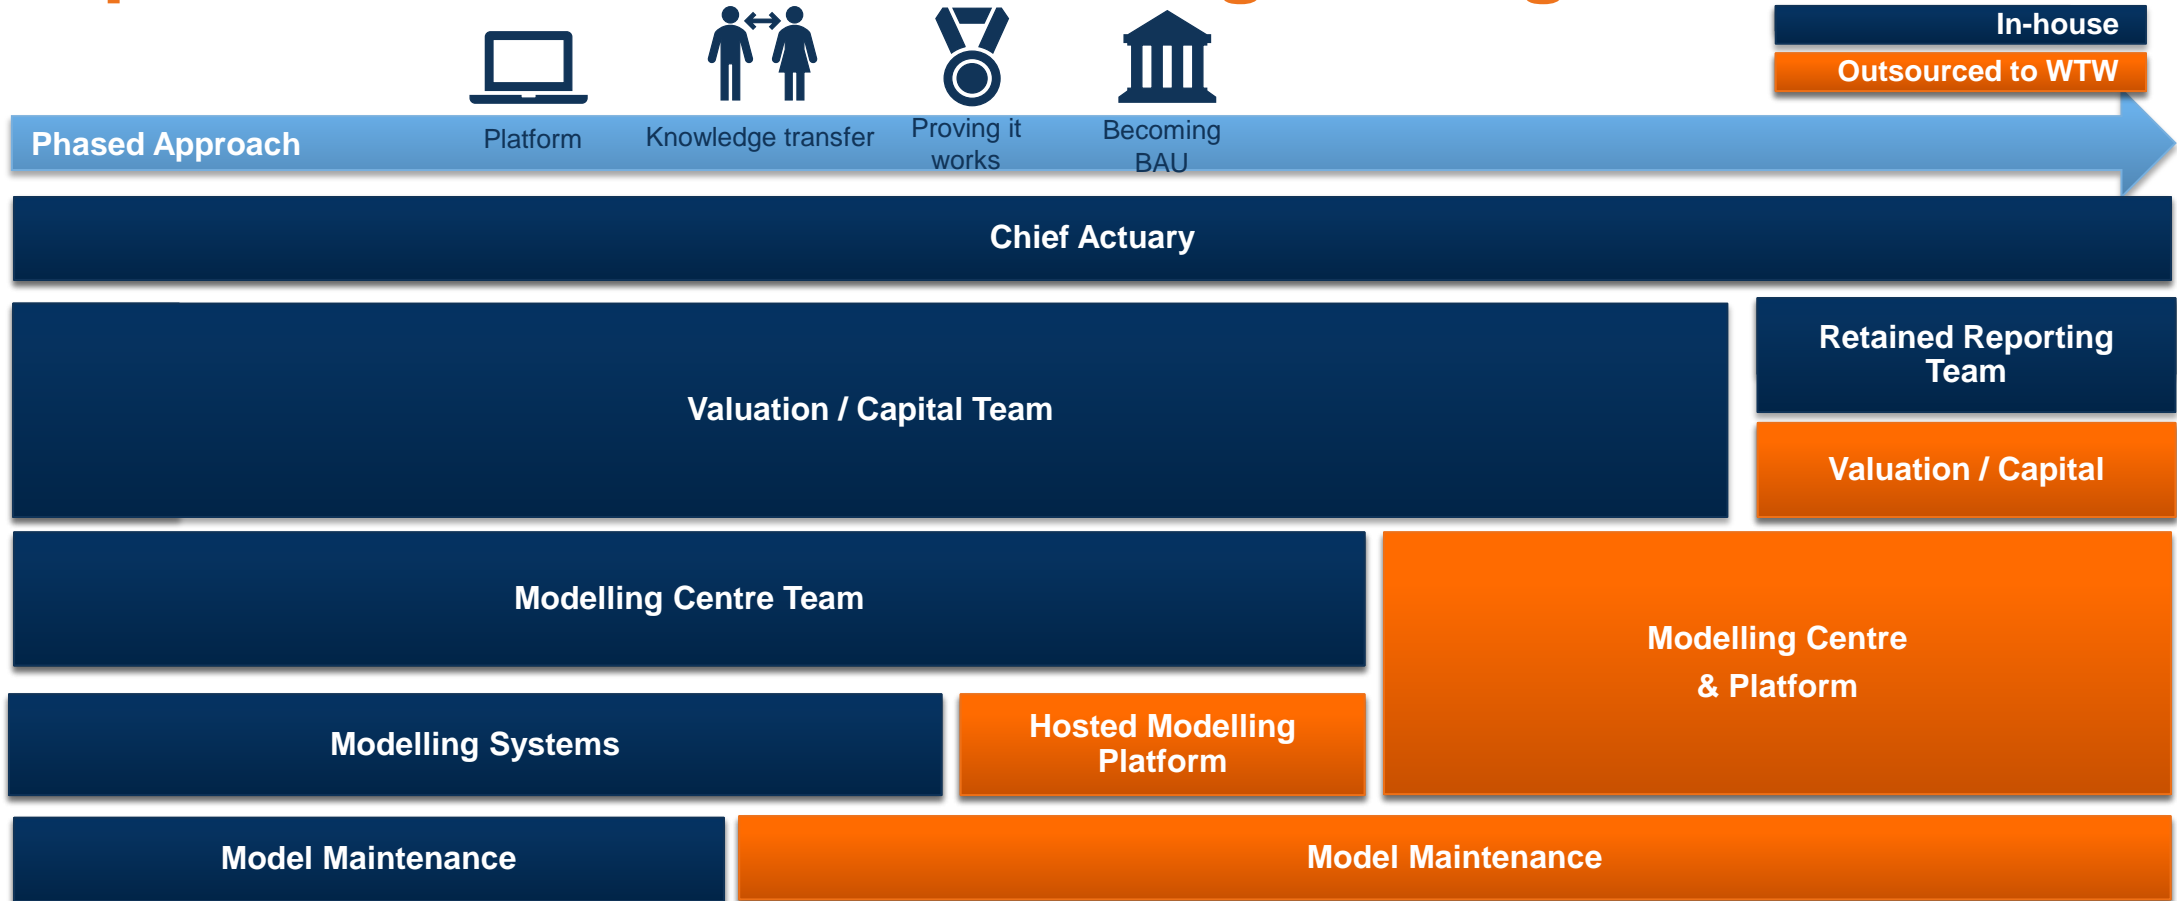 In-house
Outsourced to WTW
Phased Approach
Platform
Knowledge transfer
Proving it
works
Becoming
BAU
Chief Actuary
Valuation / Capital Team
Retained Reporting
Team
Valuation / Capital
Modelling Centre Team
Modelling Centre
& Platform
Modelling Systems
Hosted Modelling
Platform
Model Maintenance
Model Maintenance